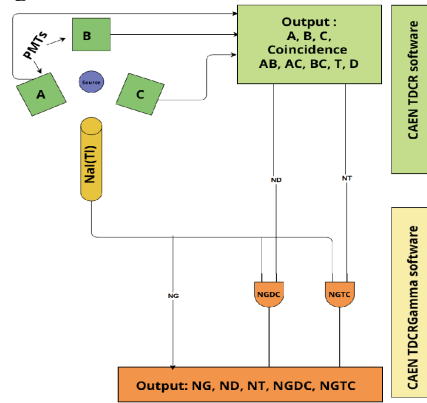 PMTs
A
B
C
Source
NaI(Tl)
Output :
A, B, C,
Coincidence
AB, AC, BC, T, D
CAEN TDCR software
ND
NT
NG
NGDC
NGTC
CAEN TDCRGamma software
Output: NG, ND, NT, NGDC, NGTC